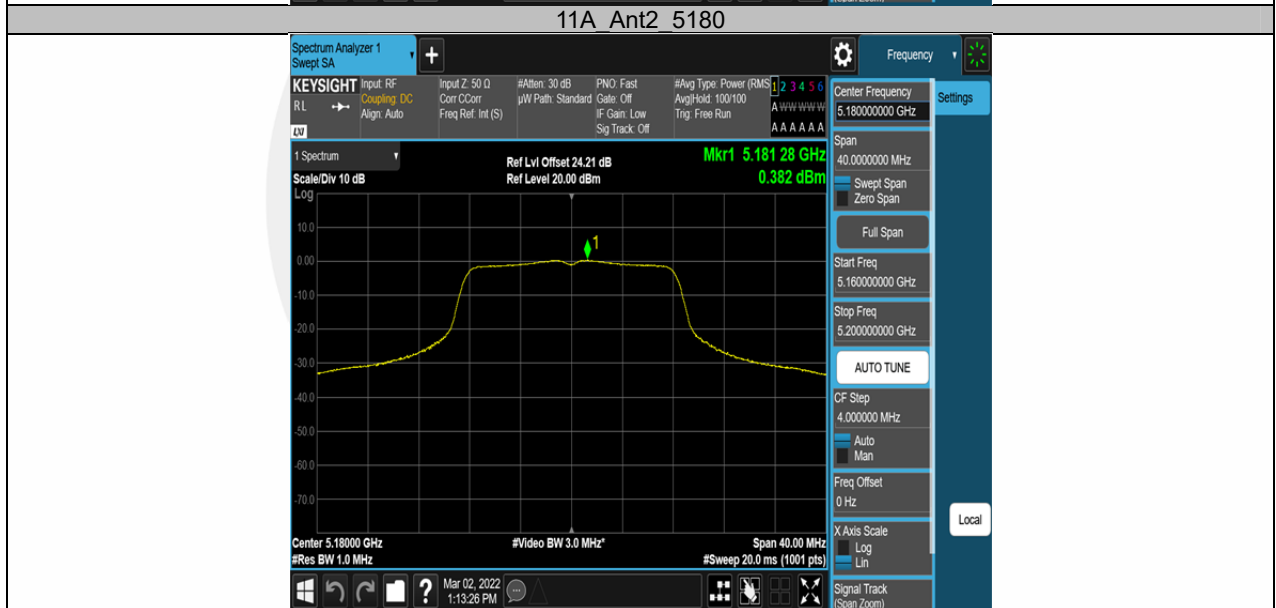 (Span Zoom)
11A_Ant2_5180
Spectrum Analyzer 1
Swept SA
+
Frequency
KEYSIGHT
RL
LXI
Input: RF
Coupling: DC
Align: Auto
Input Z: 50 Ω
Corr CCorr
Freq Ref: Int (S)
#Atten: 30 dB
µW Path: Standard
PNO: Fast
Gate: Off
IF Gain: Low
Sig Track: Off
#Avg Type: Power (RMS
Avg|Hold: 100/100
Trig: Free Run
1 2 3 4 5 6
A W W W W W
A A A A A A
1 Spectrum
Scale/Div 10 dB
Log
Ref Lvl Offset 24.21 dB
Ref Level 20.00 dBm
Mkr1 5.181 28 GHz
0.382 dBm
10.0
0.00
-10.0
-20.0
-30.0
-40.0
-50.0
-60.0
-70.0
1
Center 5.18000 GHz
#Res BW 1.0 MHz
#Video BW 3.0 MHz*
Span 40.00 MHz
#Sweep 20.0 ms (1001 pts)
Center Frequency
5.180000000 GHz
Settings
Span
40.0000000 MHz
Swept Span
Zero Span
Full Span
Start Freq
5.160000000 GHz
Stop Freq
5.200000000 GHz
AUTO TUNE
CF Step
4.000000 MHz
Auto
Man
Freq Offset
0 Hz
Local
X Axis Scale
Log
Lin
Signal Track
(Span Zoom)
?
Mar 02, 2022
1:13:26 PM